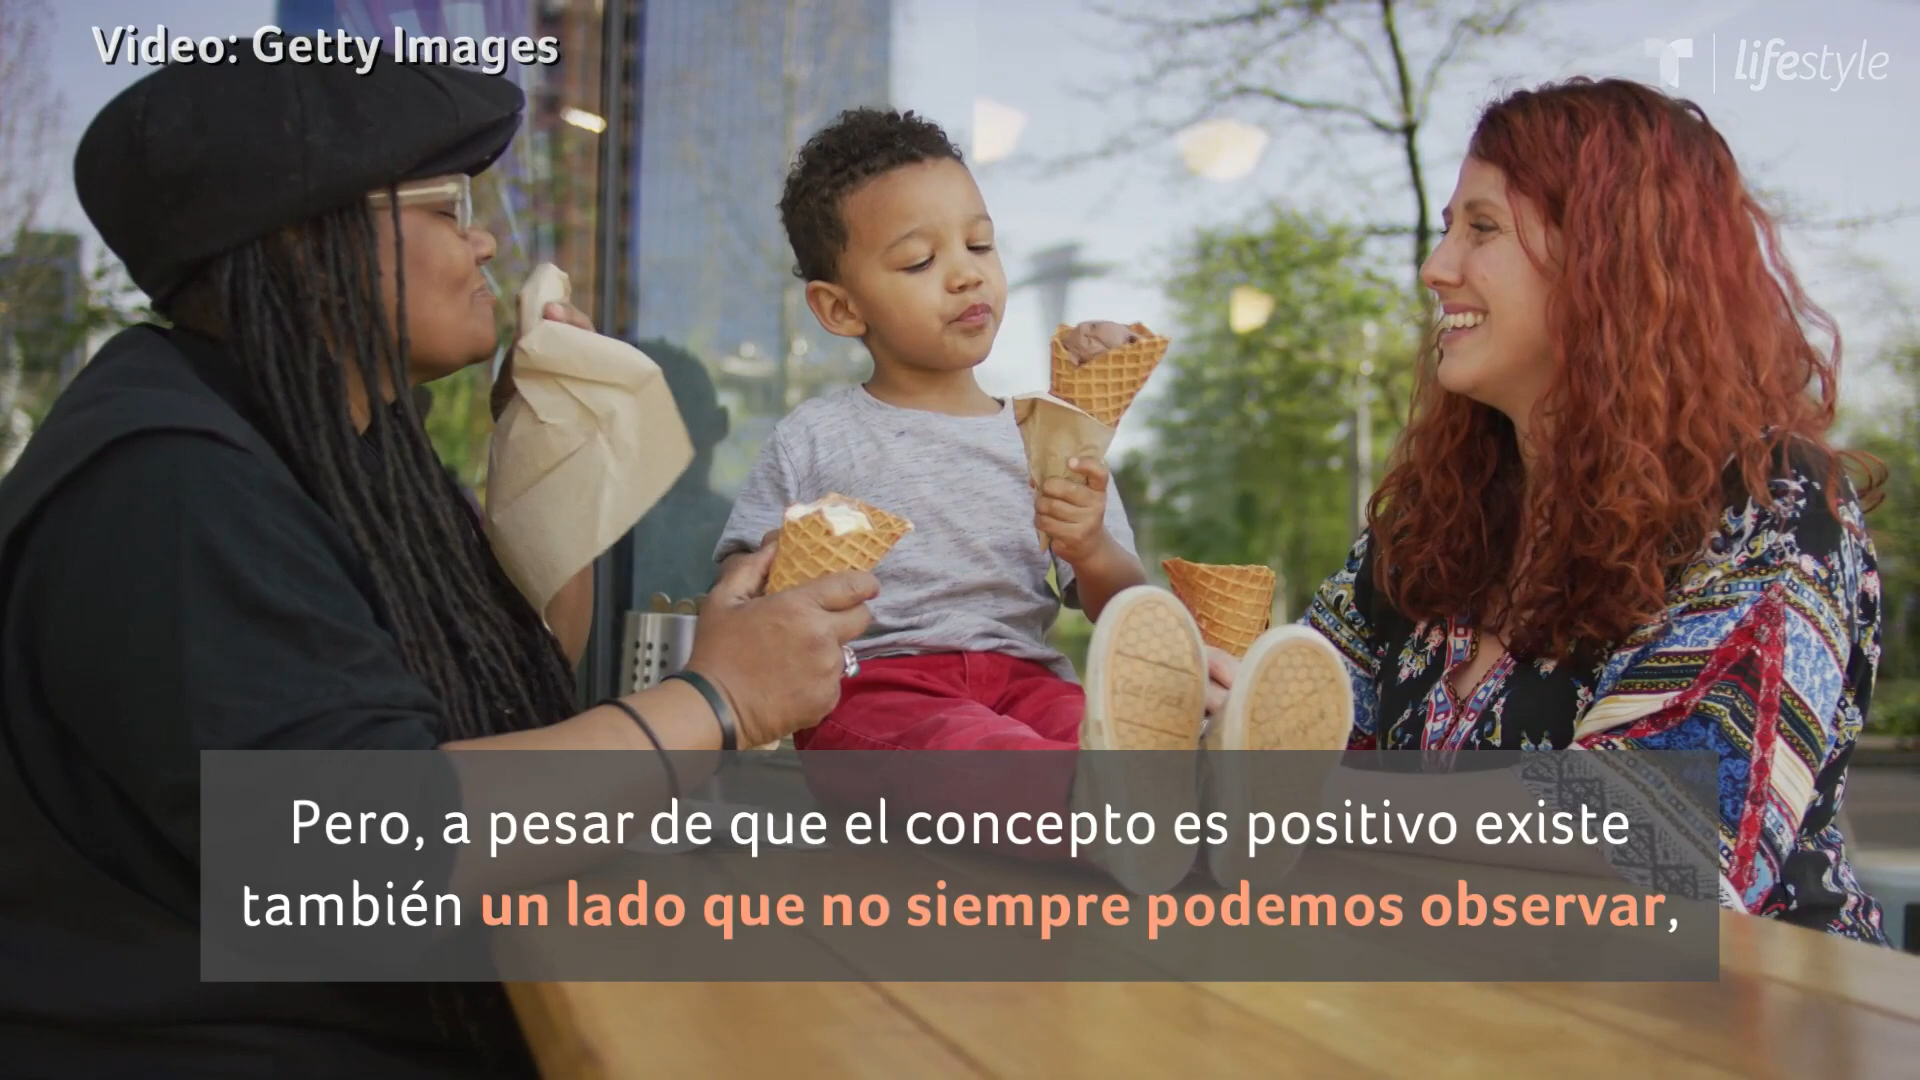 Video: Getty Images
lifestyle
Pero, a pesar de que el concepto es positivo existe
también un lado que no siempre podemos observar,